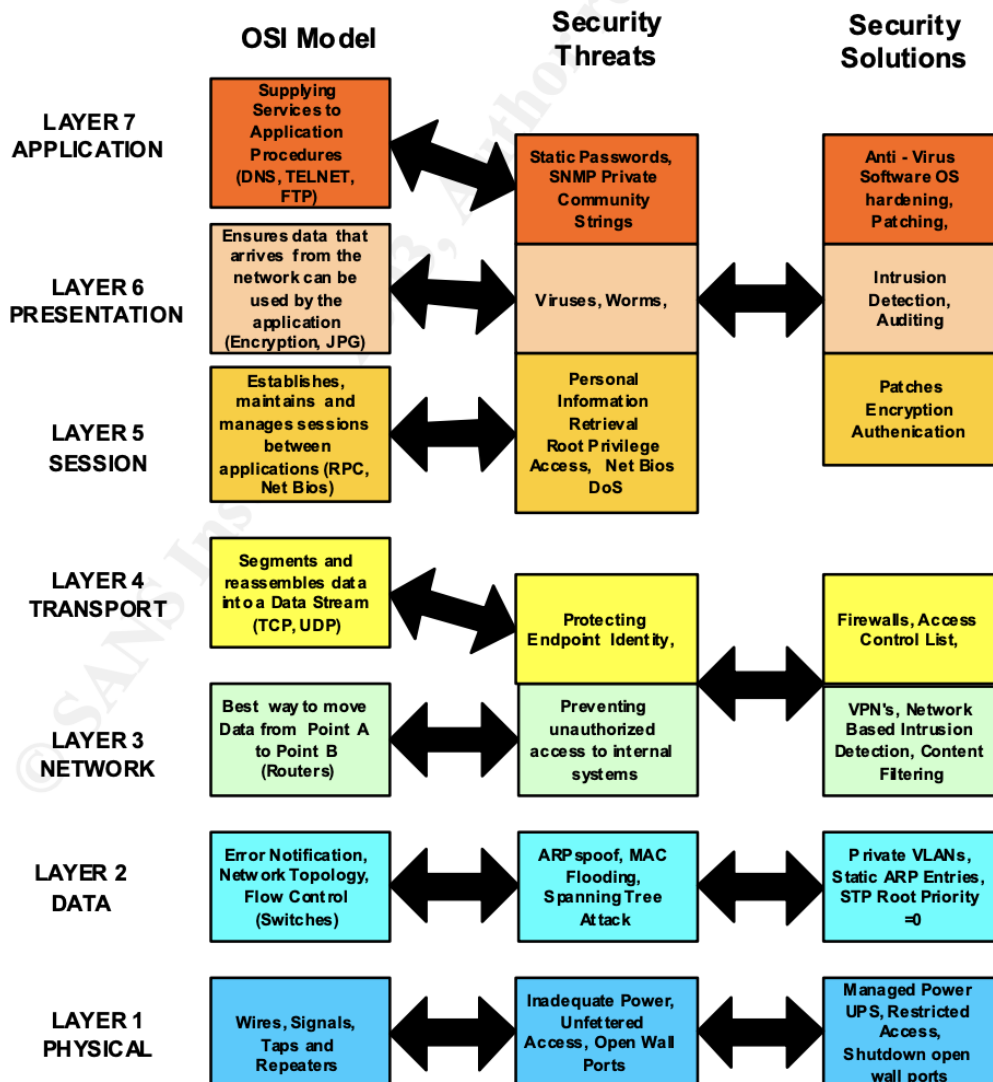 OSI Model
Security
Threats
Security
Solutions
LAYER 7
APPLICATION
Supplying
Services to
Application
Procedures
(DNS, TELNET,
FTP)
Static Passwords,
SNMP Private
Community
Strings
Anti - Virus
Software OS
hardening,
Patching,
LAYER 6
PRESENTATION
Ensures data that
arrives from the
network can be
used by the
application
(Encryption, JPG)
Viruses, Worms,
Intrusion
Detection,
Auditing
LAYER 5
SESSION
Establishes,
maintains and
manages sessions
between
applications (RPC,
Net Bios)
Personal
Information
Retrieval
Root Privilege
Access, Net Bios
DoS
Patches
Encryption
Authenication
LAYER 4
TRANSPORT
Segments and
reassembles data
into a Data Stream
(TCP, UDP)
Protecting
Endpoint Identity,
Firewalls, Access
Control List,
LAYER 3
NETWORK
Best way to move
Data from Point A
to Point B
(Routers)
Preventing
unauthorized
access to internal
systems
VPN's, Network
Based Intrusion
Detection, Content
Filtering
LAYER 2
DATA
Error Notification,
Network Topology,
Flow Control
(Switches)
ARPspoof, MAC
Flooding,
Spanning Tree
Attack
Private VLANs,
Static ARP Entries,
STP Root Priority
=0
LAYER 1
PHYSICAL
Wires, Signals,
Taps and
Repeaters
Inadequate Power,
Unfettered
Access, Open Wall
Ports
Managed Power
UPS, Restricted
Access,
Shutdown open
wall ports
© SANS Ins 3, Author r